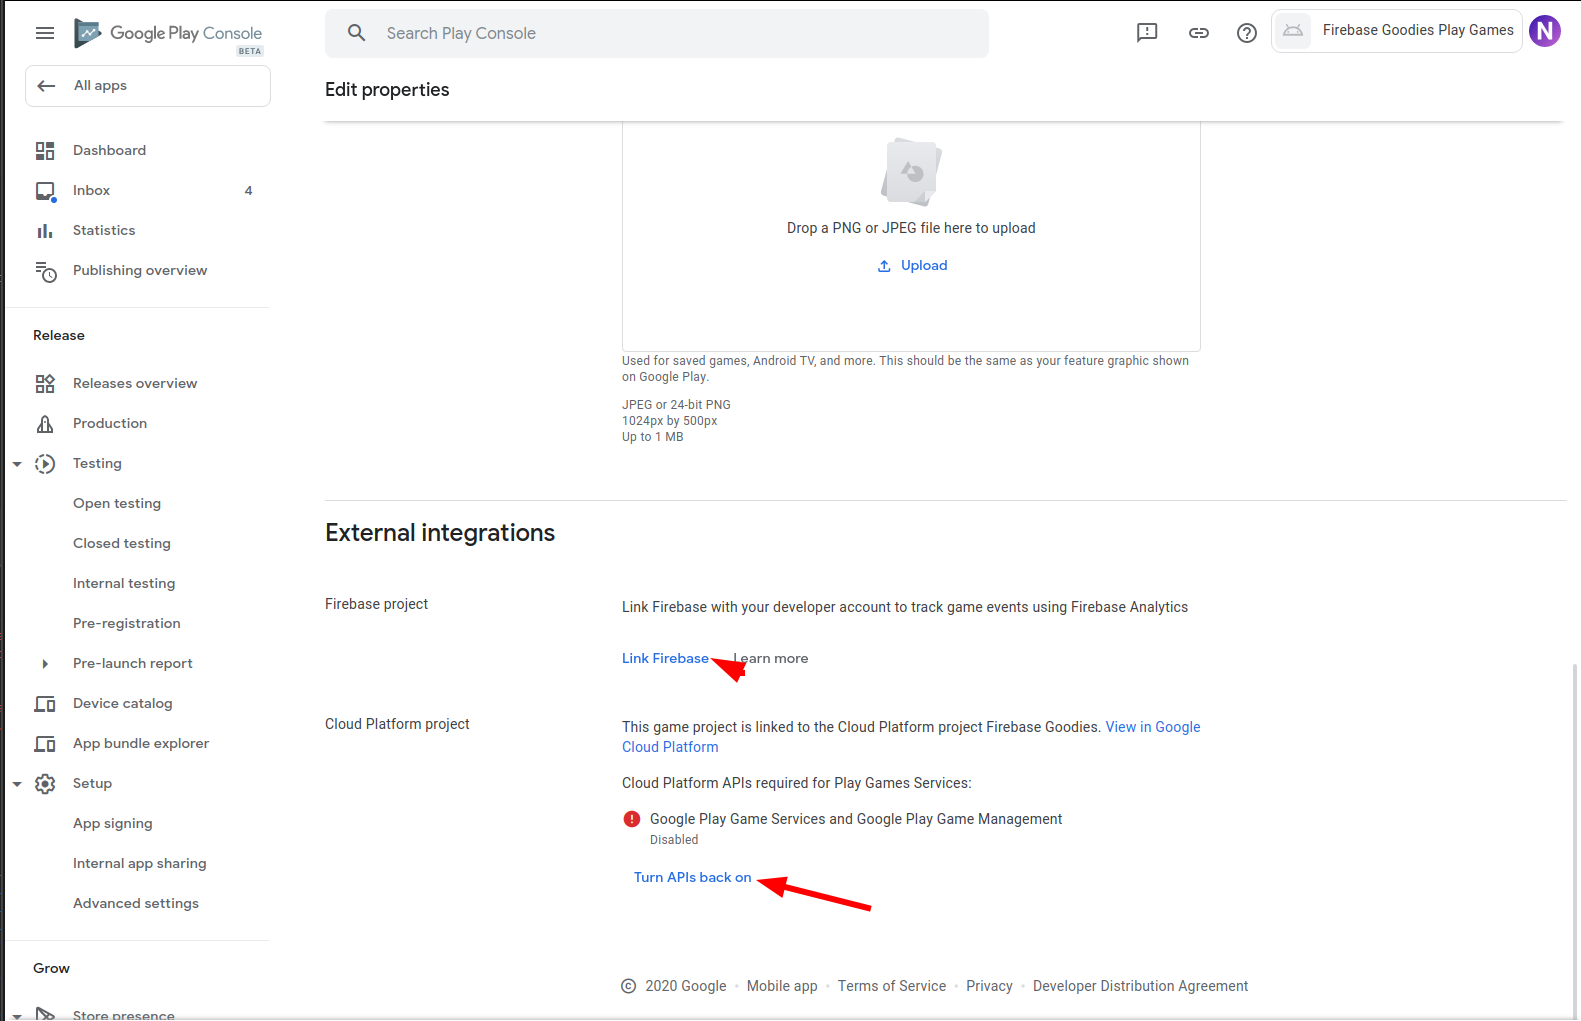 Google Play Console
BETA
Search Play Console
Firebase Goodies Play Games
N
All apps
Edit properties
Dashboard
Inbox 4
Statistics
Publishing overview
Release
Releases overview
Production
Testing
Open testing
Closed testing
Internal testing
Pre-registration
Pre-launch report
Device catalog
App bundle explorer
Setup
App signing
Internal app sharing
Advanced settings
Grow
Store presence
Drop a PNG or JPEG file here to upload
Upload
Used for saved games, Android TV, and more. This should be the same as your feature graphic shown
on Google Play.
JPEG or 24-bit PNG
1024px by 500px
Up to 1 MB
External integrations
Firebase project
Link Firebase with your developer account to track game events using Firebase Analytics
Link Firebase Learn more
Cloud Platform project
This game project is linked to the Cloud Platform project Firebase Goodies. View in Google
Cloud Platform
Cloud Platform APIs required for Play Games Services:
Google Play Game Services and Google Play Game Management
Disabled
Turn APIs back on
© 2020 Google • Mobile app • Terms of Service • Privacy • Developer Distribution Agreement